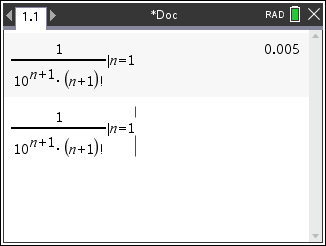 1.1 *Doc RAD
1
10^n+1 · (n+1)! |n=1 0.005
1
10^n+1 · (n+1)! |n=1